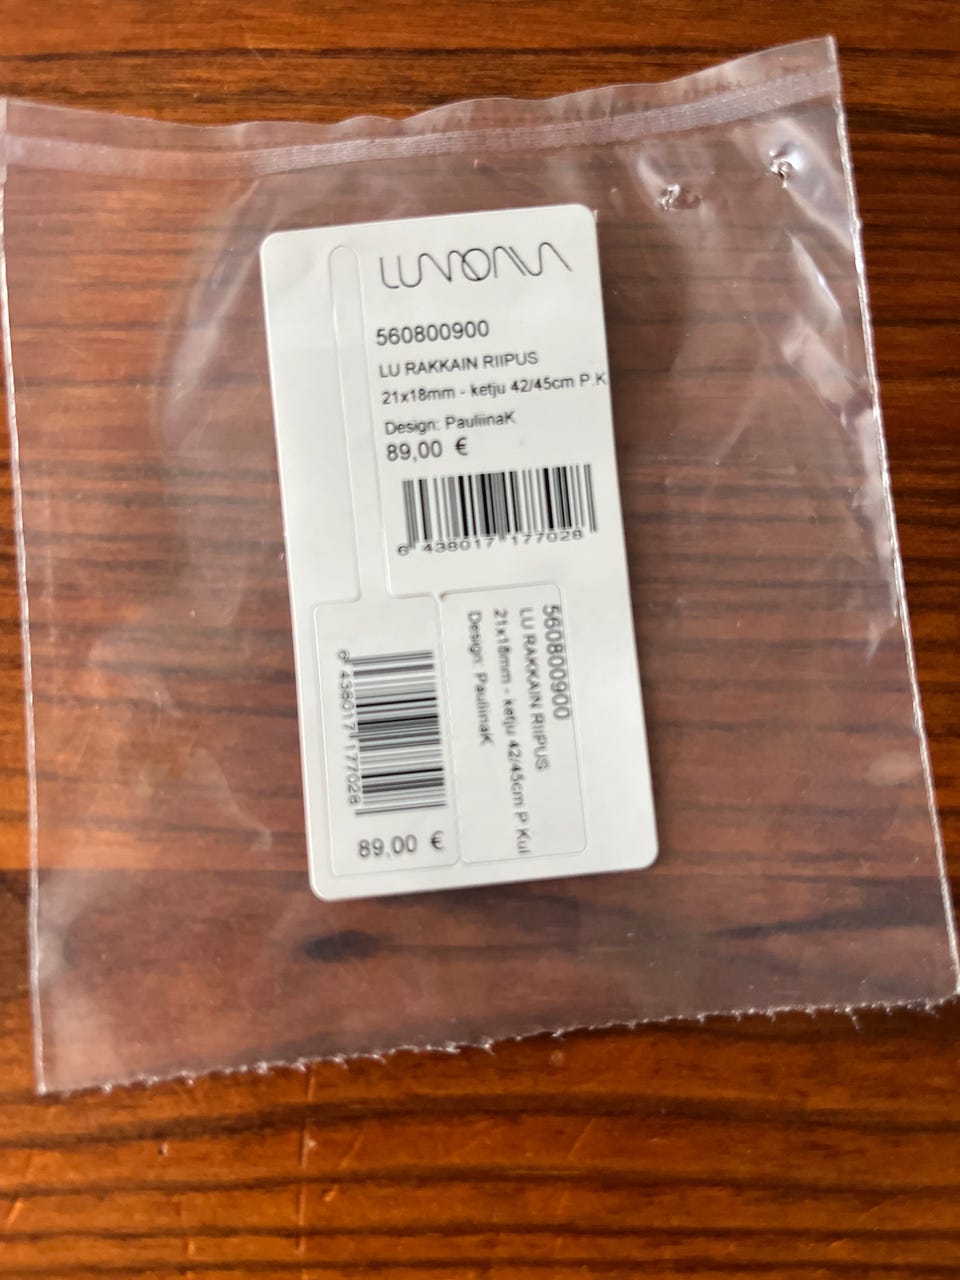 LUMOAVA
560800900
LU RAKKAIN RIIPUS
21x18mm - ketju 42/45cm P.K
Design: PauliinaK
89,00 €
6 438017 177028
560800900
LU RAKKAIN RIIPUS
21x18mm - ketju 42/45cm P.Kul
Design: PauliinaK
6 438017 177028
89,00 €